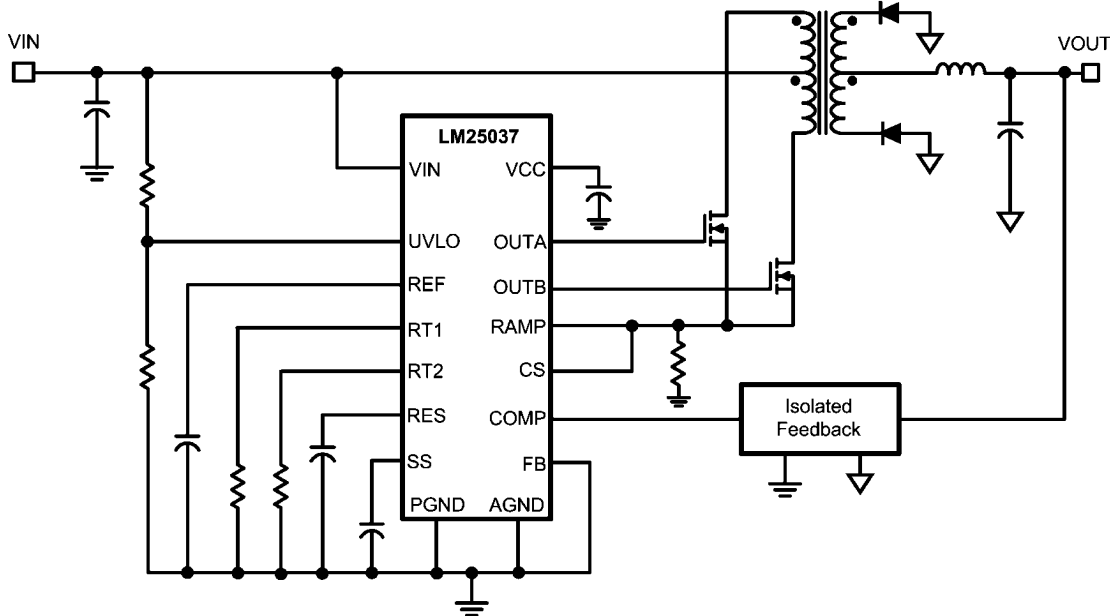 VIN
VOUT
LM25037
VIN
VCC
UVLO
OUTA
REF
OUTB
RT1
RAMP
RT2
CS
RES
COMP
SS
FB
PGND
AGND
Isolated
Feedback